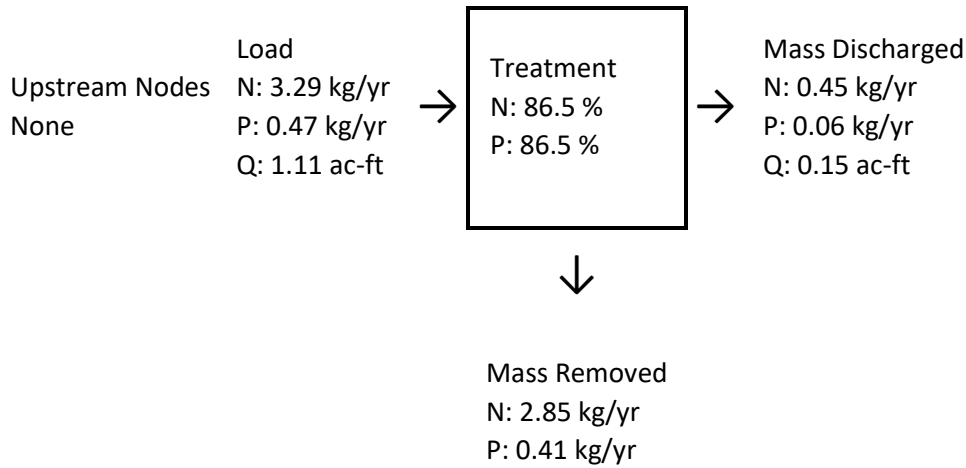 Upstream Nodes
None
Load
N: 3.29 kg/yr
P: 0.47 kg/yr
Q: 1.11 ac-ft
Treatment
N: 86.5 %
P: 86.5 %
Mass Discharged
N: 0.45 kg/yr
P: 0.06 kg/yr
Q: 0.15 ac-ft
Mass Removed
N: 2.85 kg/yr
P: 0.41 kg/yr